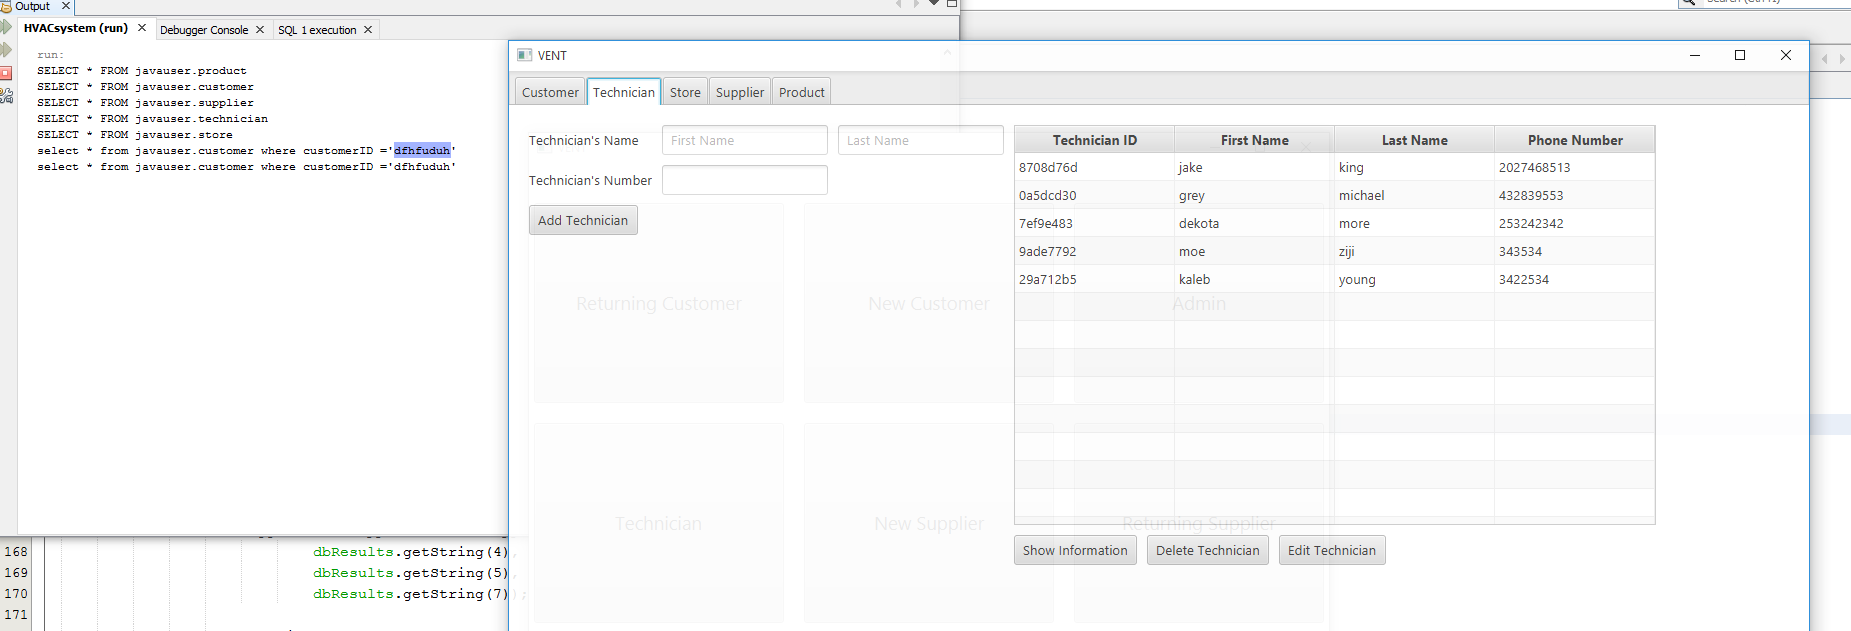 Output
HVACsystem (run)
Debugger Console
SQL 1 execution
run:
SELECT * FROM javauser.product
SELECT * FROM javauser.customer
SELECT * FROM javauser.supplier
SELECT * FROM javauser.technician
SELECT * FROM javauser.store
select * from javauser.customer where customerID ='dfhfuduh'
select * from javauser.customer where customerID ='dfhfuduh'
168 dbResults.getString(4),
169 dbResults.getString(5),
170 dbResults.getString(7));
171
VENT
Customer Technician Store Supplier Product
Technician's Name First Name Last Name
Technician's Number
Add Technician
Returning Customer New Customer Admin
Technician New Supplier Returning Supplier
Technician ID First Name Last Name Phone Number
8708d76d jake king 2027468513
0a5dcd30 grey michael 432839553
7ef9e483 dekota more 253242342
9ade7792 moe ziji 343534
29a712b5 kaleb young 3422534
Show Information Delete Technician Edit Technician